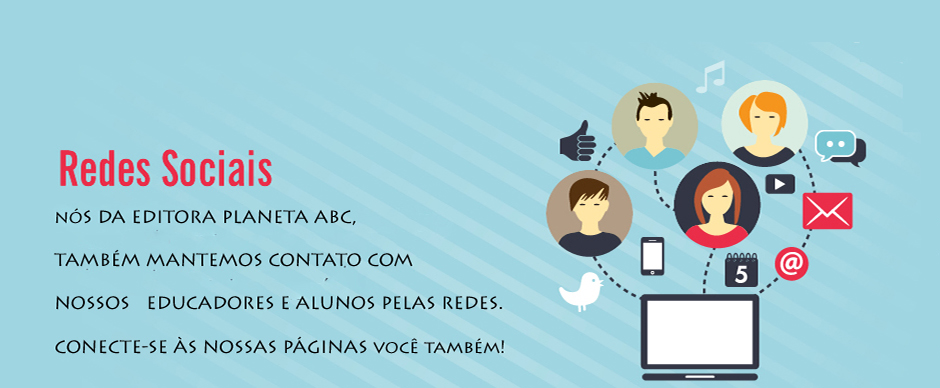 Redes Sociais
NÓS DA EDITORA PLANETA ABC,
TAMBÉM MANTEMOS CONTATO COM
NOSSOS EDUCADORES E ALUNOS PELAS REDES.
CONECTE-SE ÀS NOSSAS PÁGINAS VOCÊ TAMBÉM!
@
5